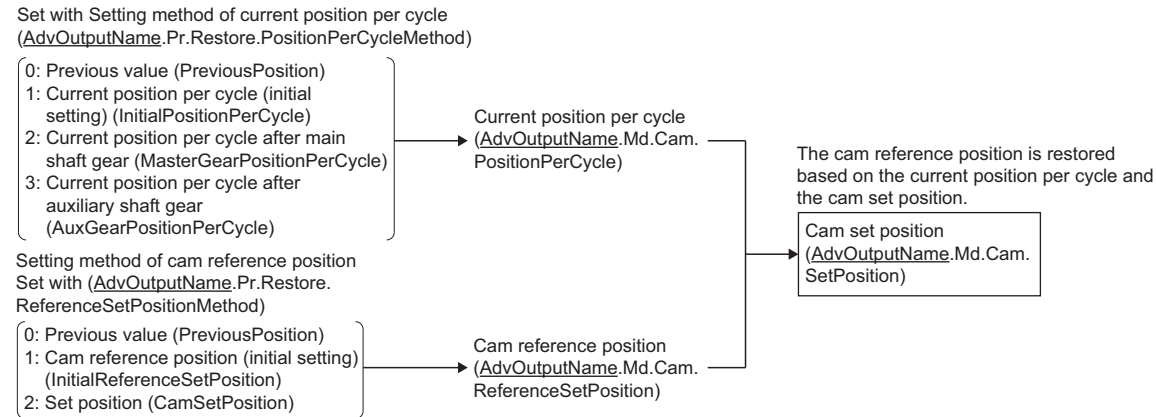 Set with Setting method of current position per cycle
(AdvOutputName.Pr.Restore.PositionPerCycleMethod)
0: Previous value (PreviousPosition)
1: Current position per cycle (initial
setting) (InitialPositionPerCycle)
2: Current position per cycle after main
shaft gear (MasterGearPositionPerCycle)
3: Current position per cycle after
auxiliary shaft gear
(AuxGearPositionPerCycle)
Current position per cycle
(AdvOutputName.Md.Cam.
PositionPerCycle)
Setting method of cam reference position
Set with (AdvOutputName.Pr.Restore.
ReferenceSetPositionMethod)
0: Previous value (PreviousPosition)
1: Cam reference position (initial setting)
(InitialReferenceSetPosition)
2: Set position (CamSetPosition)
Cam reference position
(AdvOutputName.Md.Cam.
ReferenceSetPosition)
The cam reference position is restored
based on the current position per cycle and
the cam set position.
Cam set position
(AdvOutputName.Md.Cam.
SetPosition)